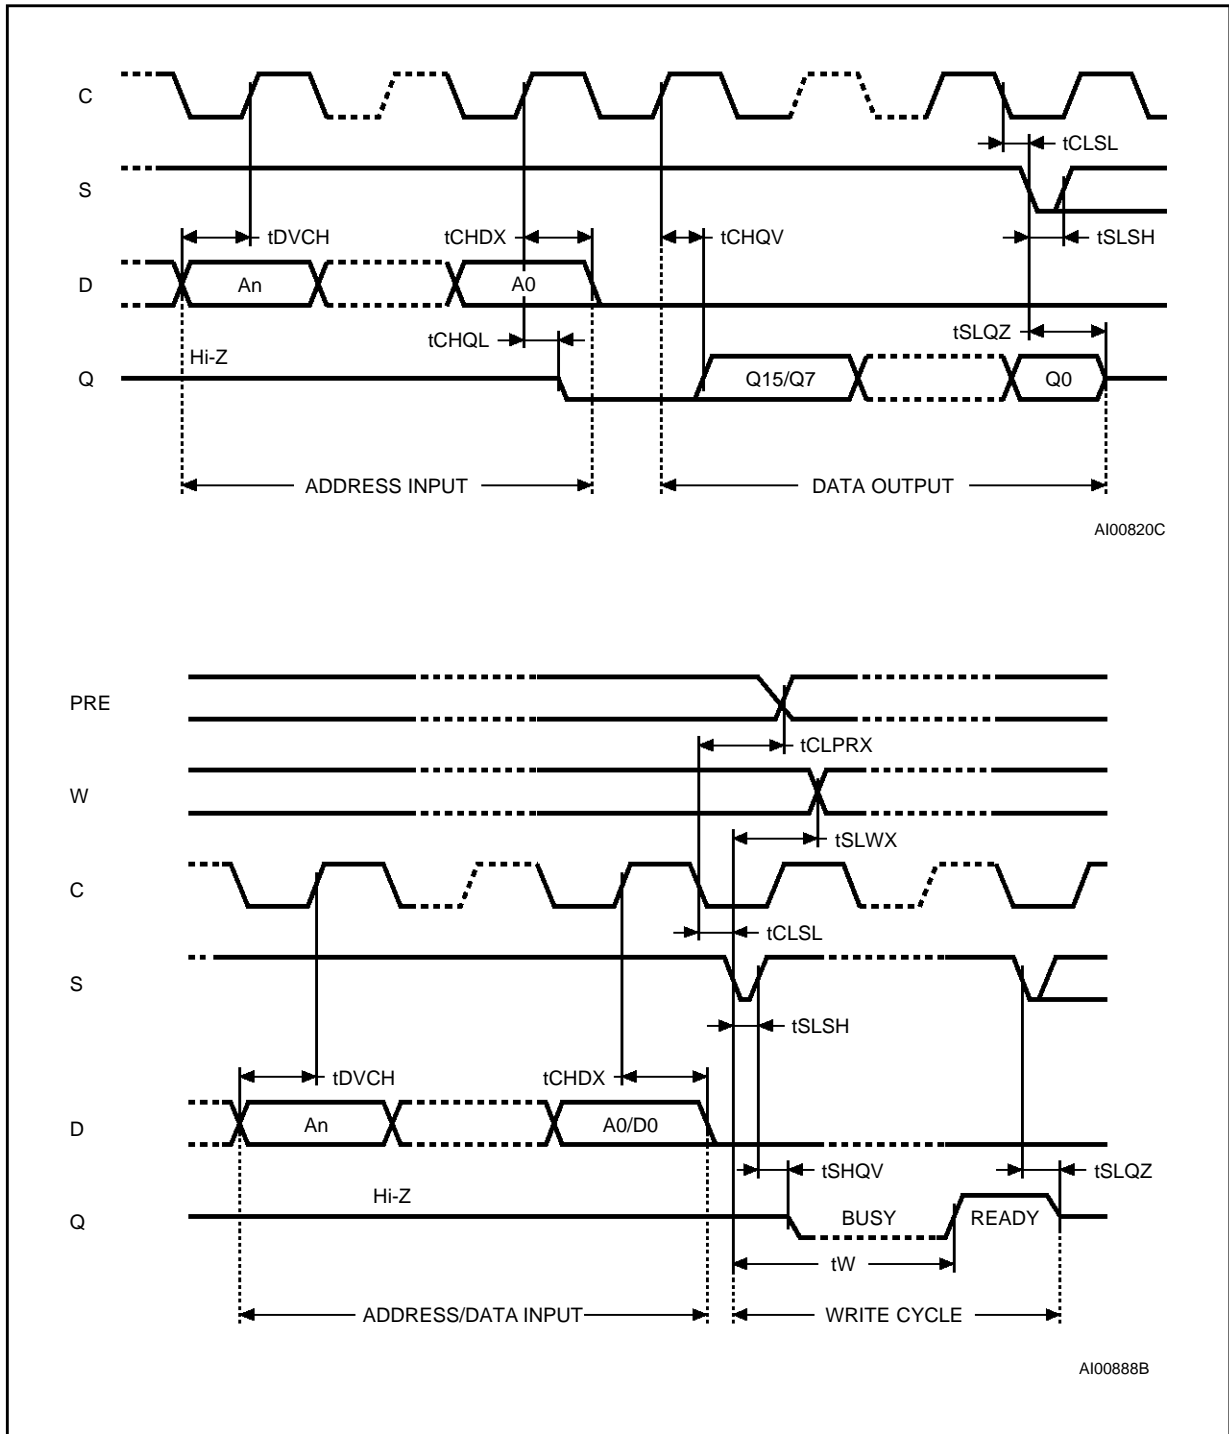 C
tCLSL
S
tDVCH
tCHDX
tCHQV
tSLSH
D
An
A0
tCHQL
tSLQZ
Hi-Z
Q
Q15/Q7
Q0
ADDRESS INPUT
DATA OUTPUT
AI00820C
PRE
tCLPRX
W
tSLWX
C
tCLSL
S
tSLSH
tDVCH
tCHDX
D
An
A0/D0
tSHQV
tSLQZ
Hi-Z
Q
BUSY
READY
tW
ADDRESS/DATA INPUT
WRITE CYCLE
AI00888B